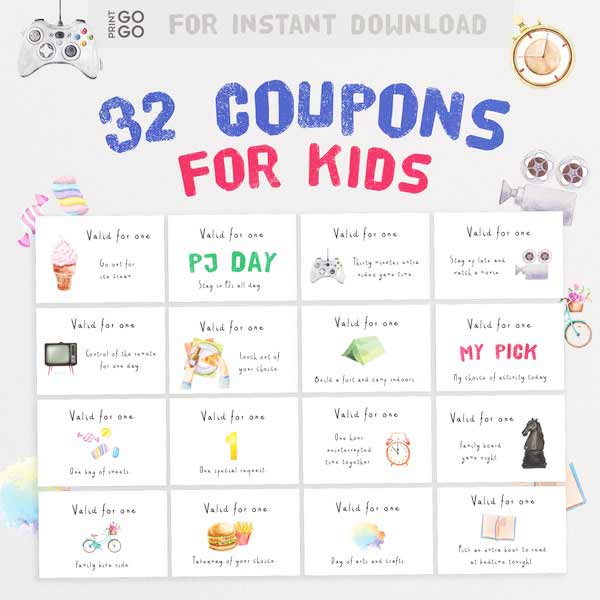 PRINT
GO
GO
FOR INSTANT DOWNLOAD
32 COUPONS
FOR KIDS
Valid for one
Go out for
ice cream.
Valid for one
PJ DAY
Stay in PJs all day.
Valid for one
Thirty minutes extra
video game time.
Valid for one
Stay up late and
watch a movie.
Valid for one
Control of the remote
for one day.
Valid for one
Lunch out of
your choice.
Valid for one
Build a fort and camp indoors.
Valid for one
MY PICK
My choice of activity today.
Valid for one
One bag of sweets.
Valid for one
1
One special request.
Valid for one
One hour
uninterrupted
time together.
Valid for one
Family board
game night.
Valid for one
Family bike ride.
Valid for one
Takeaway of your choice.
Valid for one
Day of arts and crafts.
Valid for one
Pick an extra book to read
at bedtime tonight.